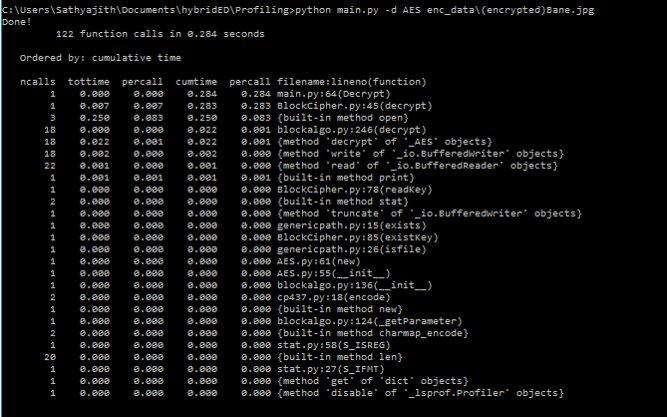 C:\Users\Sathyajith\Documents\hybridED\Profiling>python main.py -d AES enc_data\(encrypted)Bane.jpg
Done!
122 function calls in 0.284 seconds
Ordered by: cumulative time
ncalls tottime percall cumtime percall filename:lineno(function)
1 0.000 0.000 0.284 0.284 main.py:64(Decrypt)
1 0.007 0.007 0.283 0.283 BlockCipher.py:45(decrypt)
3 0.250 0.083 0.250 0.083 {built-in method open}
18 0.000 0.000 0.022 0.001 blockalgo.py:246(decrypt)
18 0.022 0.001 0.022 0.001 {method 'decrypt' of '_AES' objects}
18 0.002 0.000 0.002 0.000 {method 'write' of '_io.BufferedWriter' objects}
22 0.001 0.000 0.001 0.000 {method 'read' of '_io.BufferedReader' objects}
1 0.001 0.001 0.001 0.001 {built-in method print}
1 0.000 0.000 0.000 0.000 BlockCipher.py:78(readKey)
2 0.000 0.000 0.000 0.000 {built-in method stat}
1 0.000 0.000 0.000 0.000 {method 'truncate' of '_io.BufferedWriter' objects}
1 0.000 0.000 0.000 0.000 genericpath.py:15(exists)
1 0.000 0.000 0.000 0.000 BlockCipher.py:85(existKey)
1 0.000 0.000 0.000 0.000 genericpath.py:26(isfile)
1 0.000 0.000 0.000 0.000 AES.py:61(new)
1 0.000 0.000 0.000 0.000 AES.py:55(__init__)
1 0.000 0.000 0.000 0.000 blockalgo.py:136(__init__)
2 0.000 0.000 0.000 0.000 cp437.py:18(encode)
1 0.000 0.000 0.000 0.000 {built-in method new}
1 0.000 0.000 0.000 0.000 blockalgo.py:124(_getParameter)
2 0.000 0.000 0.000 0.000 {built-in method charmap_encode}
1 0.000 0.000 0.000 0.000 stat.py:58(S_ISREG)
20 0.000 0.000 0.000 0.000 {built-in method len}
1 0.000 0.000 0.000 0.000 stat.py:27(S_IFMT)
1 0.000 0.000 0.000 0.000 {method 'get' of 'dict' objects}
1 0.000 0.000 0.000 0.000 {method 'disable' of '_lsprof.Profiler' objects}